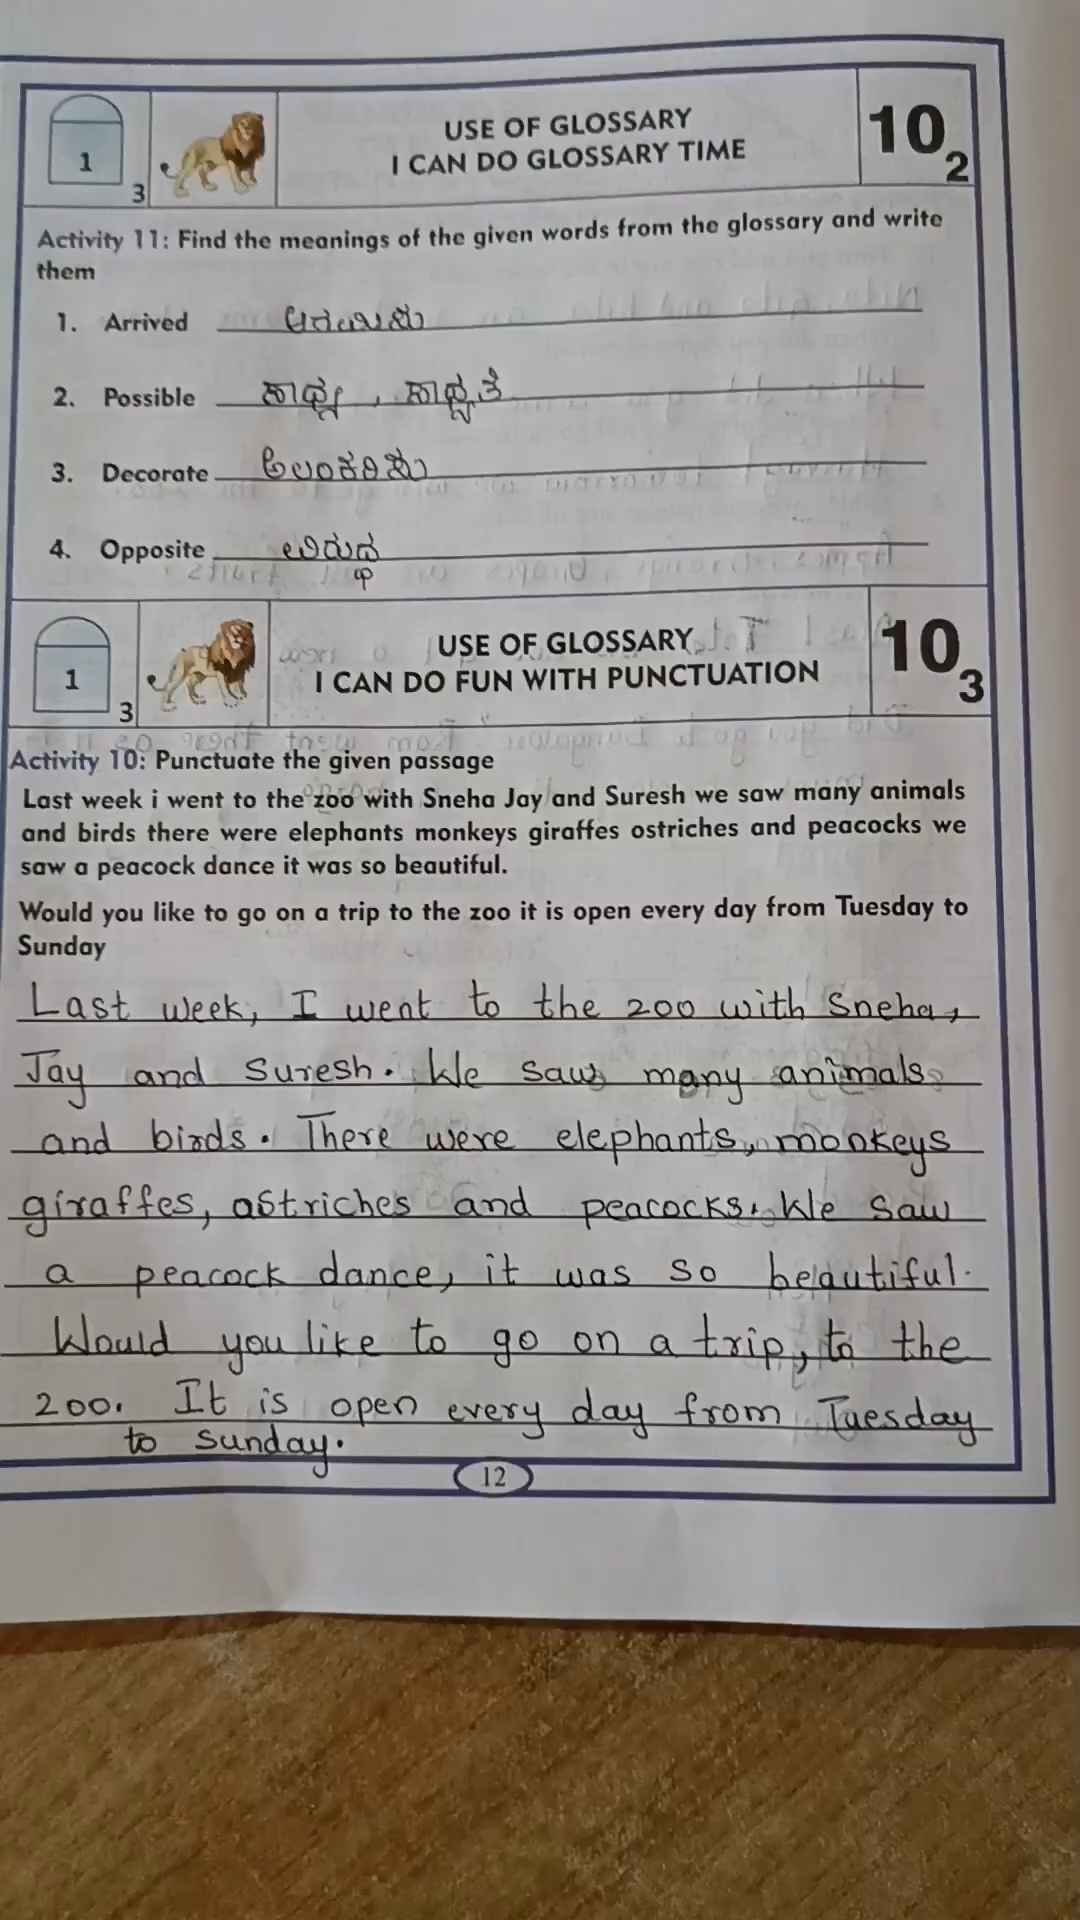 1
3
USE OF GLOSSARY
I CAN DO GLOSSARY TIME
10 2
Activity 11: Find the meanings of the given words from the glossary and write
them
1. Arrived
2. Possible ಸಾಧ್ಯ, ಸಾಧ್ಯತೆ
3. Decorate ಅಲಂಕರಿಸು
4. Opposite ವಿರುದ್ಧ
1
3
USE OF GLOSSARY
I CAN DO FUN WITH PUNCTUATION
10 3
Activity 10: Punctuate the given passage
Last week i went to the zoo with Sneha Jay and Suresh we saw many animals
and birds there were elephants monkeys giraffes ostriches and peacocks we
saw a peacock dance it was so beautiful.
Would you like to go on a trip to the zoo it is open every day from Tuesday to
Sunday
Last week, I went to the zoo with Sneha,
Jay and Suresh. We saw many animals
and birds. There were elephants, monkeys
giraffes, astriches and peacocks. We saw
a peacock dance, it was so beautiful.
Would you like to go on a trip, to the
zoo. It is open every day from Tuesday
to Sunday.
12